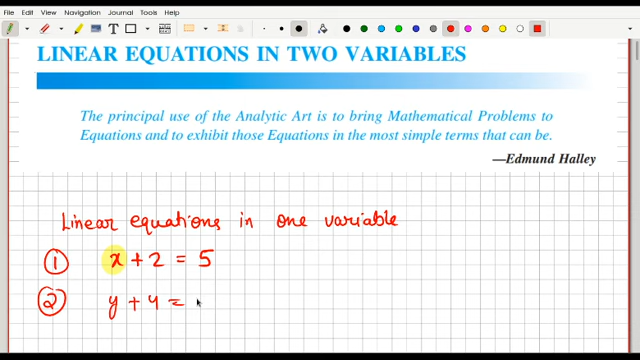 File Edit View Journal Tool Options Help
LINEAR EQUATIONS IN TWO VARIABLES
The principal use of the Analytic Art is to bring Mathematical Problems to
Equations and to exhibit those Equations in the most simple terms that can be.
—Edmund Halley
Linear equations in one variable
1 x + 2 = 5
2 y + 4 =